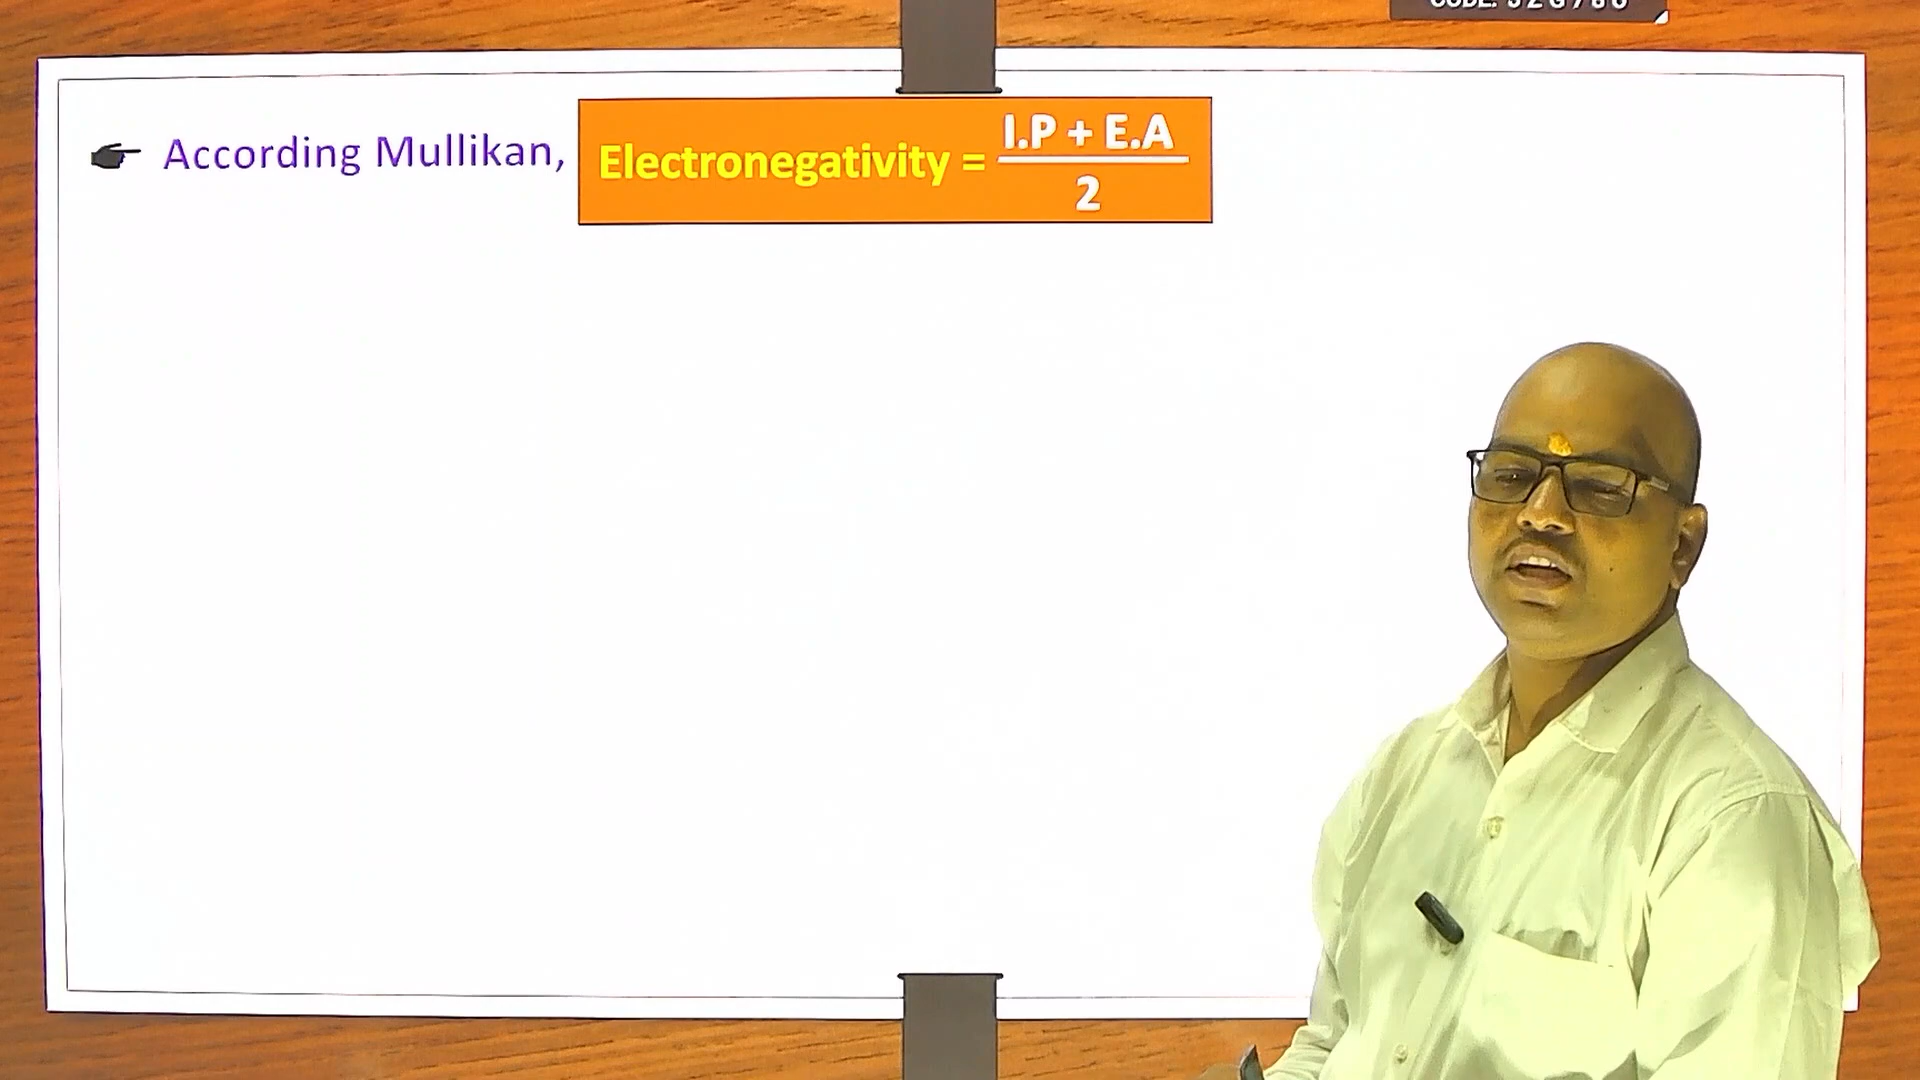 According Mullikan,
Electronegativity = I.P + E.A
2